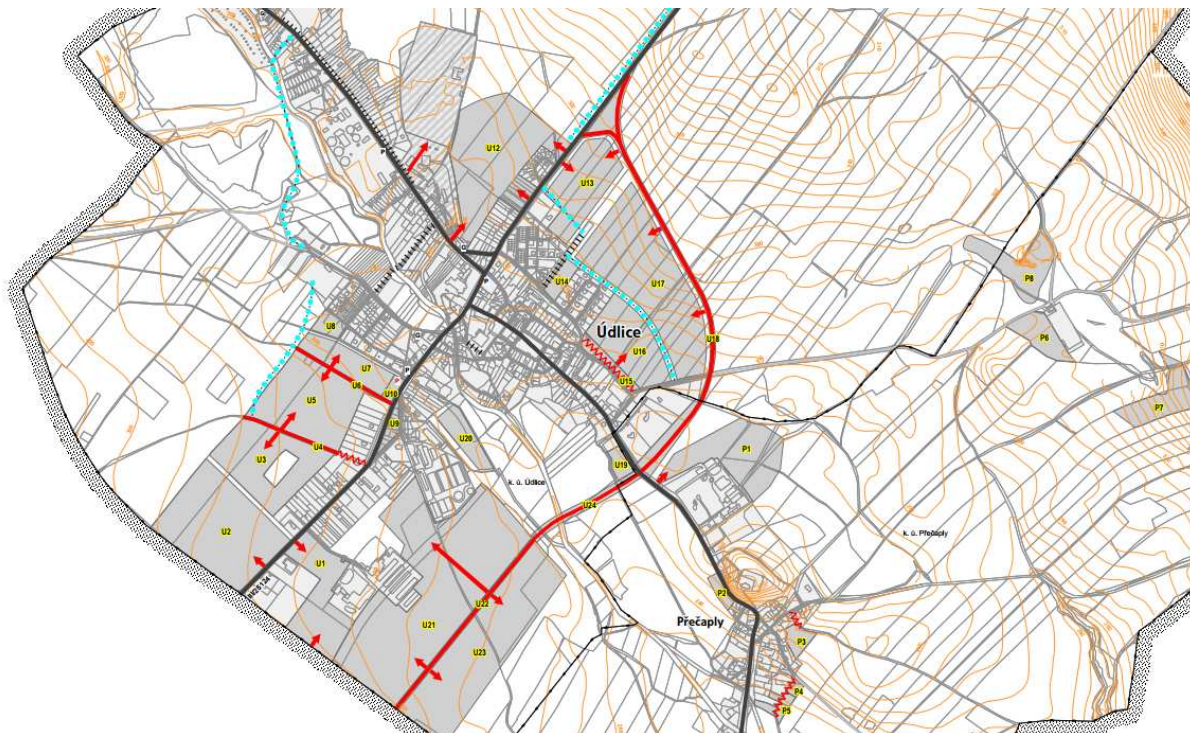 U12
U13
U17
U14
Údlice
U16
U15
U18
U8
U7
U6
U10
U5
U9
U4
U3
U20
U19
k. ú. Údlice
U24
U2
U1
U22
U21
U23
P8
P6
P7
P1
k. ú. Přečaply
P2
Přečaply
P3
P4
P5
P
P
P